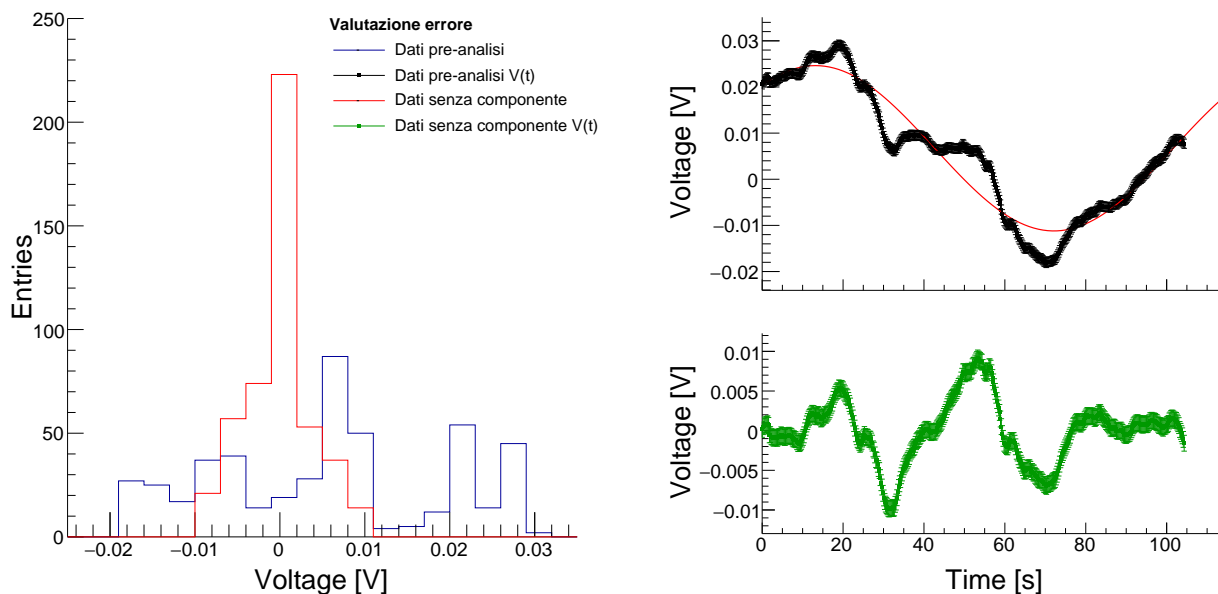 250
200
150
100
50
0
Entries
−0.02
−0.01
0
0.01
0.02
0.03
Voltage [V]
Valutazione errore
Dati pre-analisi
Dati pre-analisi V(t)
Dati senza componente
Dati senza componente V(t)
0.03
0.02
0.01
0
−0.01
−0.02
Voltage [V]
0.01
0.005
0
−0.005
−0.01
Voltage [V]
0
20
40
60
80
100
Time [s]